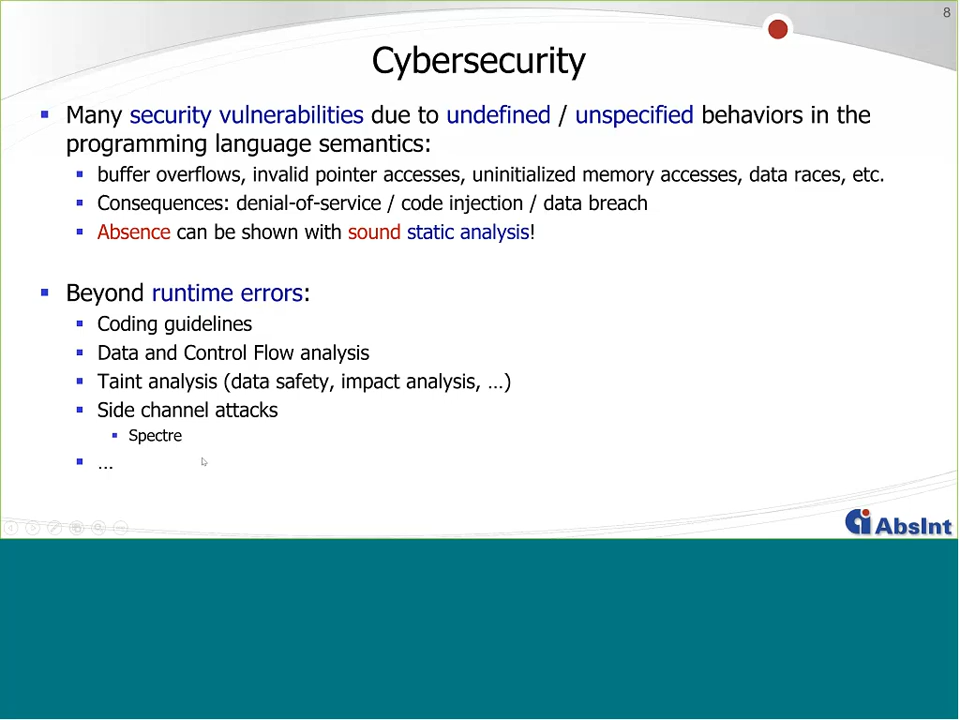 8
Cybersecurity
Many security vulnerabilities due to undefined / unspecified behaviors in the
programming language semantics:
buffer overflows, invalid pointer accesses, uninitialized memory accesses, data races, etc.
Consequences: denial-of-service / code injection / data breach
Absence can be shown with sound static analysis!
Beyond runtime errors:
Coding guidelines
Data and Control Flow analysis
Taint analysis (data safety, impact analysis, …)
Side channel attacks
Spectre
…
AbsInt